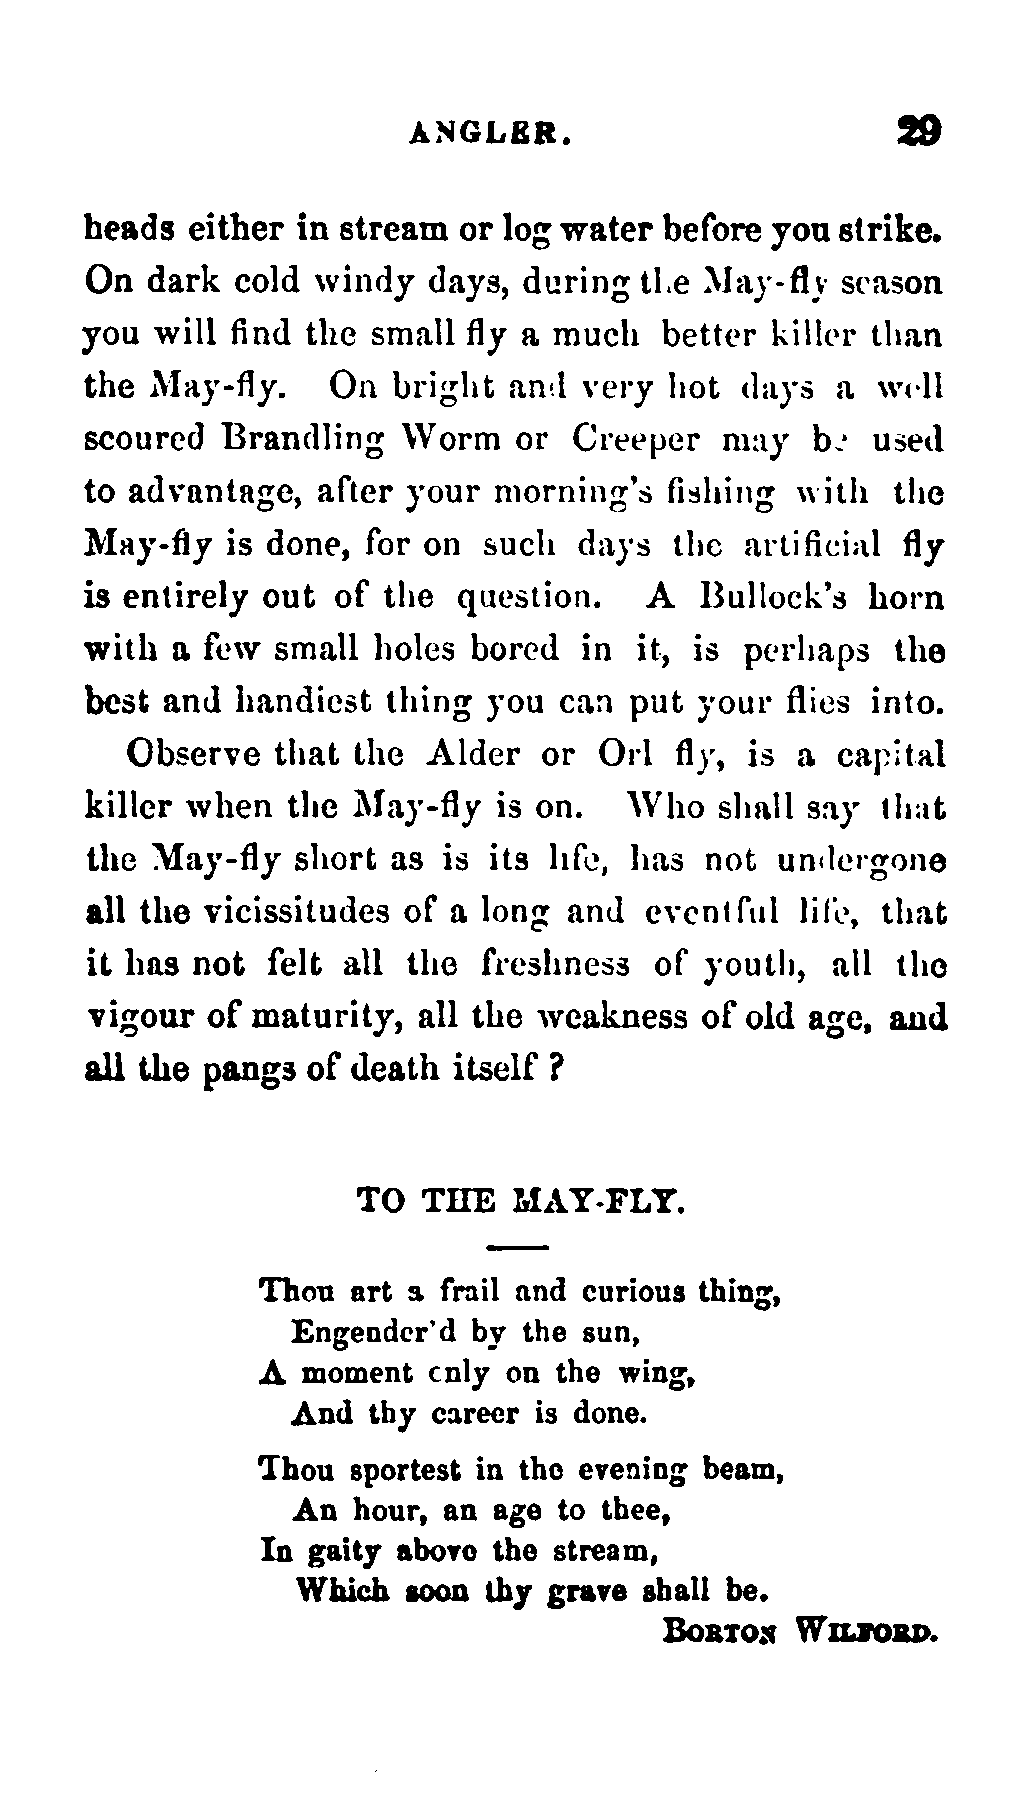 ANGLER. 29
heads either in stream or log water before you strike.
On dark cold windy days, during the May-fly season
you will find the small fly a much better killer than
the May-fly. On bright and very hot days a well
scoured Brandling Worm or Creeper may be used
to advantage, after your morning's fishing with the
May-fly is done, for on such days the artificial fly
is entirely out of the question. A Bullock's horn
with a few small holes bored in it, is perhaps the
best and handiest thing you can put your flies into.
Observe that the Alder or Orl fly, is a capital
killer when the May-fly is on. Who shall say that
the May-fly short as is its life, has not undergone
all the vicissitudes of a long and eventful life, that
it has not felt all the freshness of youth, all the
vigour of maturity, all the weakness of old age, and
all the pangs of death itself ?
TO THE MAY-FLY.
Thou art a frail and curious thing,
Engender'd by the sun,
A moment only on the wing,
And thy career is done.
Thou sportest in the evening beam,
An hour, an age to thee,
In gaity above the stream,
Which soon thy grave shall be.
BORTON WILFORD.